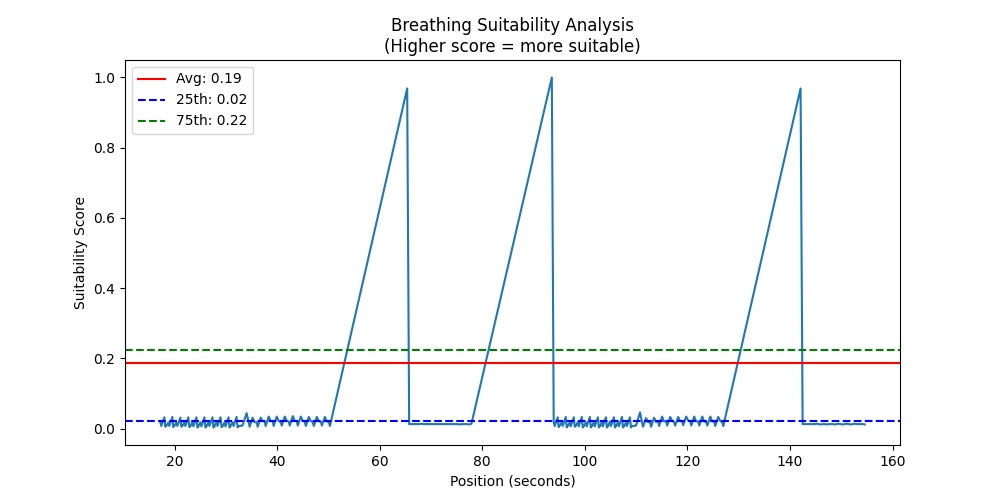 Breathing Suitability Analysis
(Higher score = more suitable)
Avg: 0.19
25th: 0.02
75th: 0.22
Suitability Score
1.0
0.8
0.6
0.4
0.2
0.0
20 40 60 80 100 120 140 160
Position (seconds)